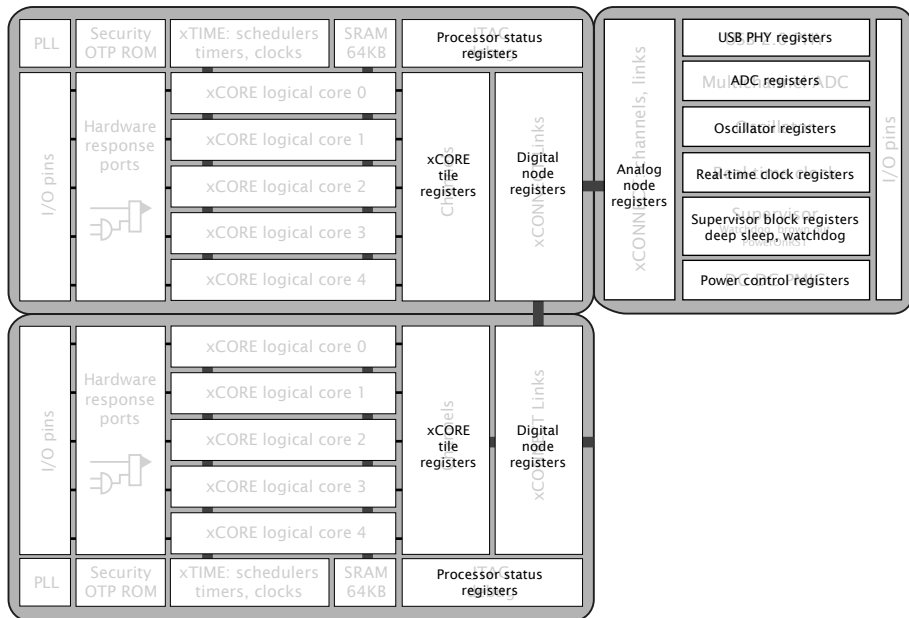 PLL
Security
OTP ROM
xTIME: schedulers
timers, clocks
SRAM
64KB
Processor status
registers
I/O pins
Hardware
response
ports
xCORE logical core 0
xCORE logical core 1
xCORE logical core 2
xCORE logical core 3
xCORE logical core 4
xCORE
tile
registers
Digital
node
registers
Analog
node
registers
USB PHY registers
ADC registers
Oscillator registers
Real-time clock registers
Supervisor block registers
deep sleep, watchdog
Power control registers
I/O pins
I/O pins
Hardware
response
ports
xCORE logical core 0
xCORE logical core 1
xCORE logical core 2
xCORE logical core 3
xCORE logical core 4
xCORE
tile
registers
Digital
node
registers
PLL
Security
OTP ROM
xTIME: schedulers
timers, clocks
SRAM
64KB
Processor status
registers